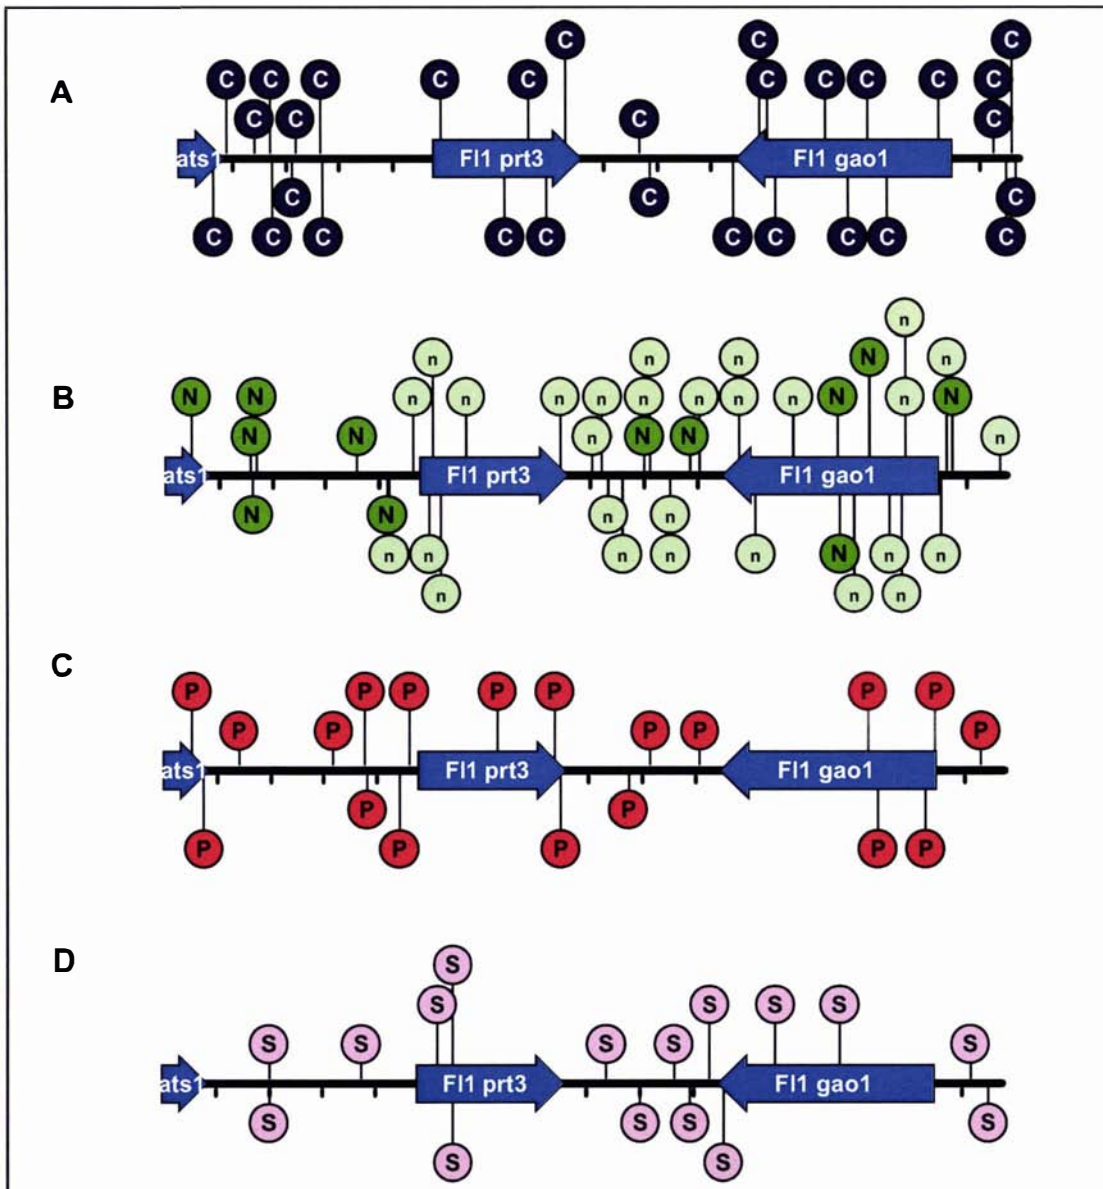 A
C C C
C C C C C C C C C C
C C C C
ats1 Fl1 prt3 Fl1 gao1
C C C
C C C C C C C C C C
B
n
n n n N n
N N n n n n n n n n N n N
N N n N N n
ats1 Fl1 prt3 Fl1 gao1
N N n n
n n n n n N n n
n n n
C
P P P P P P P
P P P P P
ats1 Fl1 prt3 Fl1 gao1
P P
P P P P P
D
S
S S S S
S S S S S
ats1 Fl1 prt3 Fl1 gao1
S S S S
S S